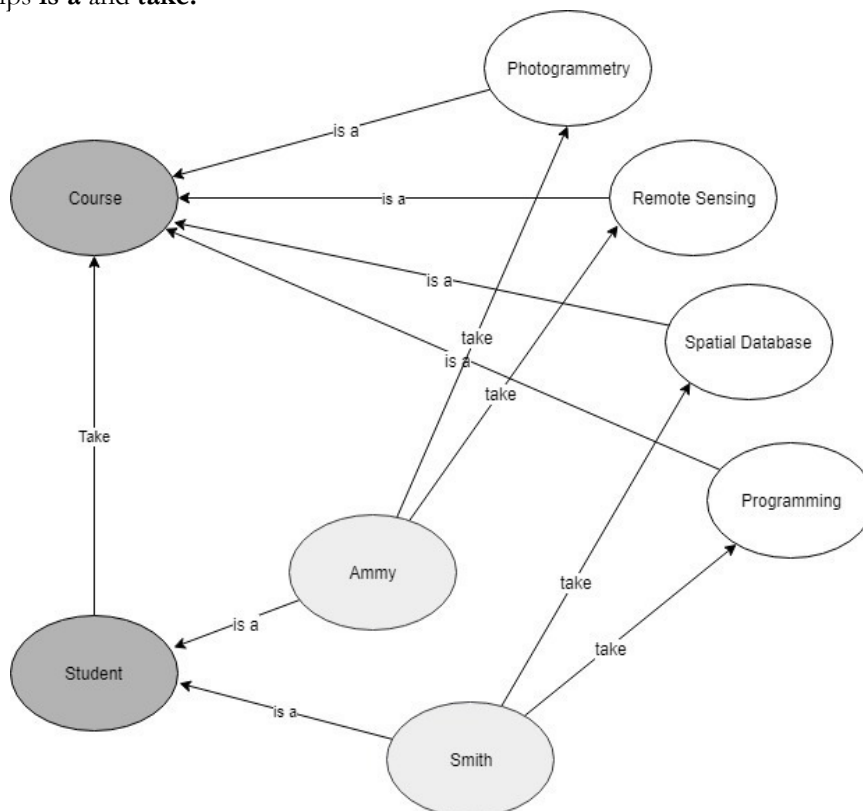 is a and take.
Photogrammetry
is a
Course
is a
Remote Sensing
is a
take
Spatial Database
is a
take
Take
Programming
Ammy
take
is a
take
Student
is a
Smith